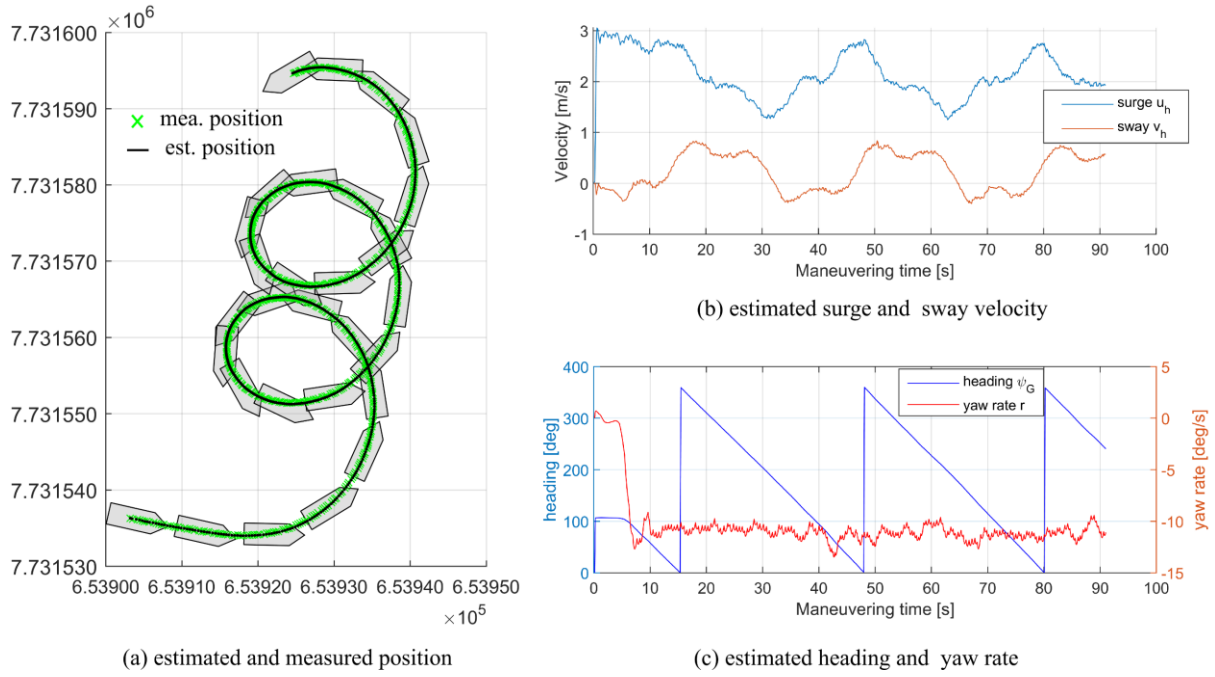 ×10⁶
7.731600
7.731590
7.731580
7.731570
7.731560
7.731550
7.731540
7.731530
mea. position
est. position
6.53900 6.53910 6.53920 6.53930 6.53940 6.53950
×10⁵
(a) estimated and measured position
3
2
1
0
-1
Velocity [m/s]
surge u_h
sway v_h
0 10 20 30 40 50 60 70 80 90 100
Maneuvering time [s]
(b) estimated surge and sway velocity
400
300
200
100
0
heading [deg]
heading ψ_G
yaw rate r
5
0
-5
-10
-15
yaw rate [deg/s]
0 10 20 30 40 50 60 70 80 90 100
Maneuvering time [s]
(c) estimated heading and yaw rate